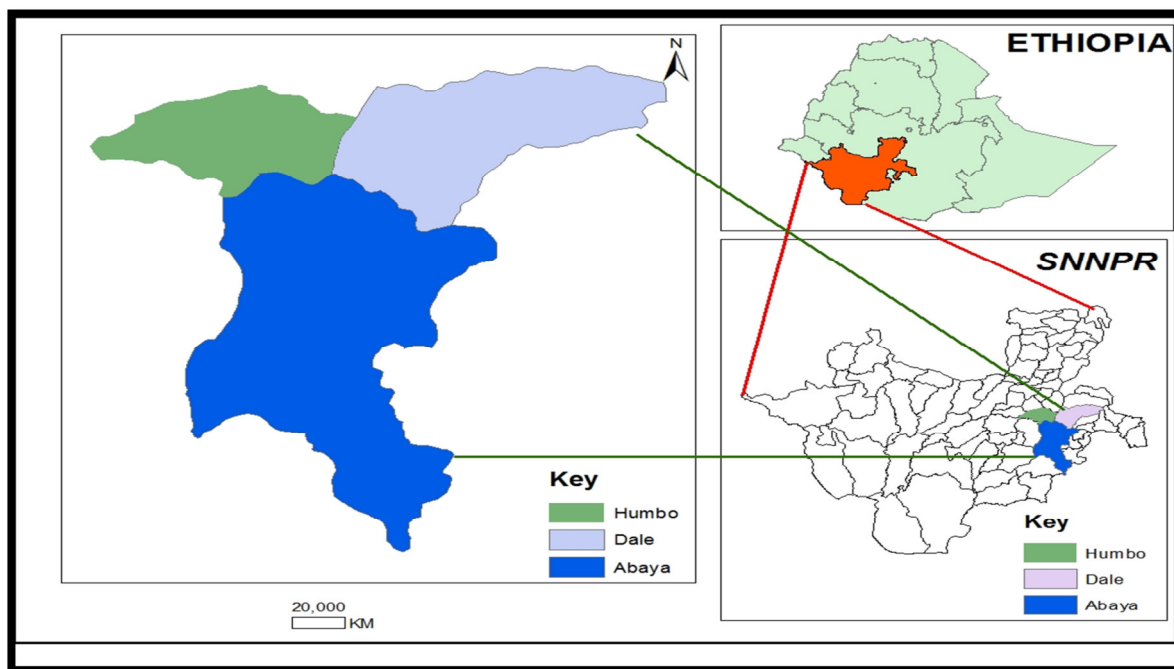 N
Key
Humbo
Dale
Abaya
20,000
KM
ETHIOPIA
SNNPR
Key
Humbo
Dale
Abaya